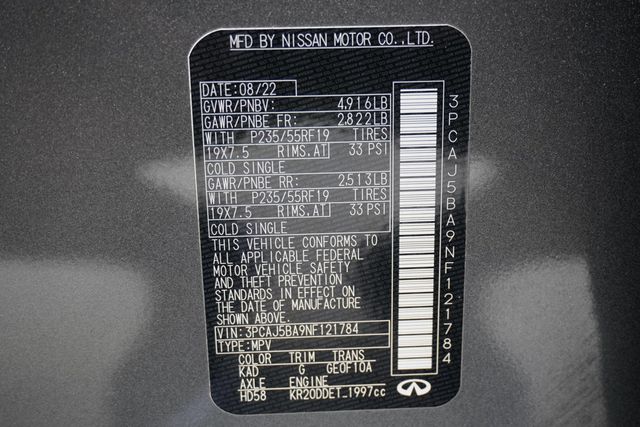 MFD BY NISSAN MOTOR CO.,LTD.
DATE:08/22
GVWR/PNBV: 4,916LB
GAWR/PNBE FR: 2,822LB
WITH P235/55RF19 TIRES
19X7.5 RIMS.AT 33 PSI
COLD SINGLE
GAWR/PNBE RR: 2,513LB
WITH P235/55RF19 TIRES
19X7.5 RIMS.AT 33 PSI
COLD SINGLE
THIS VEHICLE CONFORMS TO
ALL APPLICABLE FEDERAL
MOTOR VEHICLE SAFETY
AND THEFT PREVENTION
STANDARDS IN EFFECT ON
THE DATE OF MANUFACTURE
SHOWN ABOVE.
VIN: 3PCAJ5BA9NF121784
TYPE:MPV
COLOR TRIM TRANS
KAD G GE0F10A
AXLE ENGINE
HD58 KR20DDET 1997cc
3PCAJ5BA9NF121784